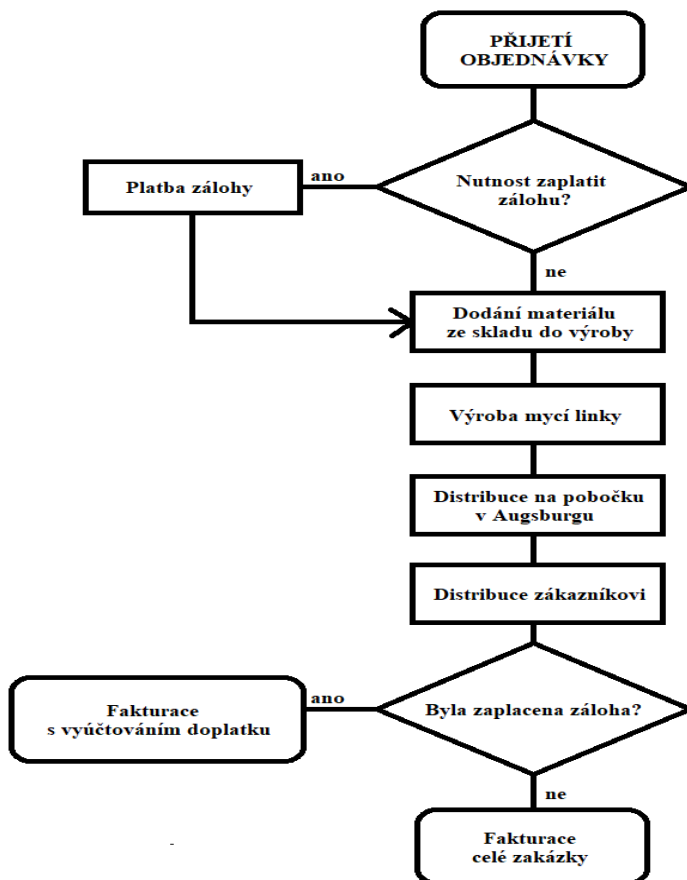 PŘIJETÍ
OBJEDNÁVKY
Nutnost zaplatit
zálohu?
ano
Platba zálohy
ne
Dodání materiálu
ze skladu do výroby
Výroba mycí linky
Distribuce na pobočku
v Augsburgu
Distribuce zákazníkovi
Byla zaplacena záloha?
ano
Fakturace
s vyúčtováním doplatku
ne
Fakturace
celé zakázky